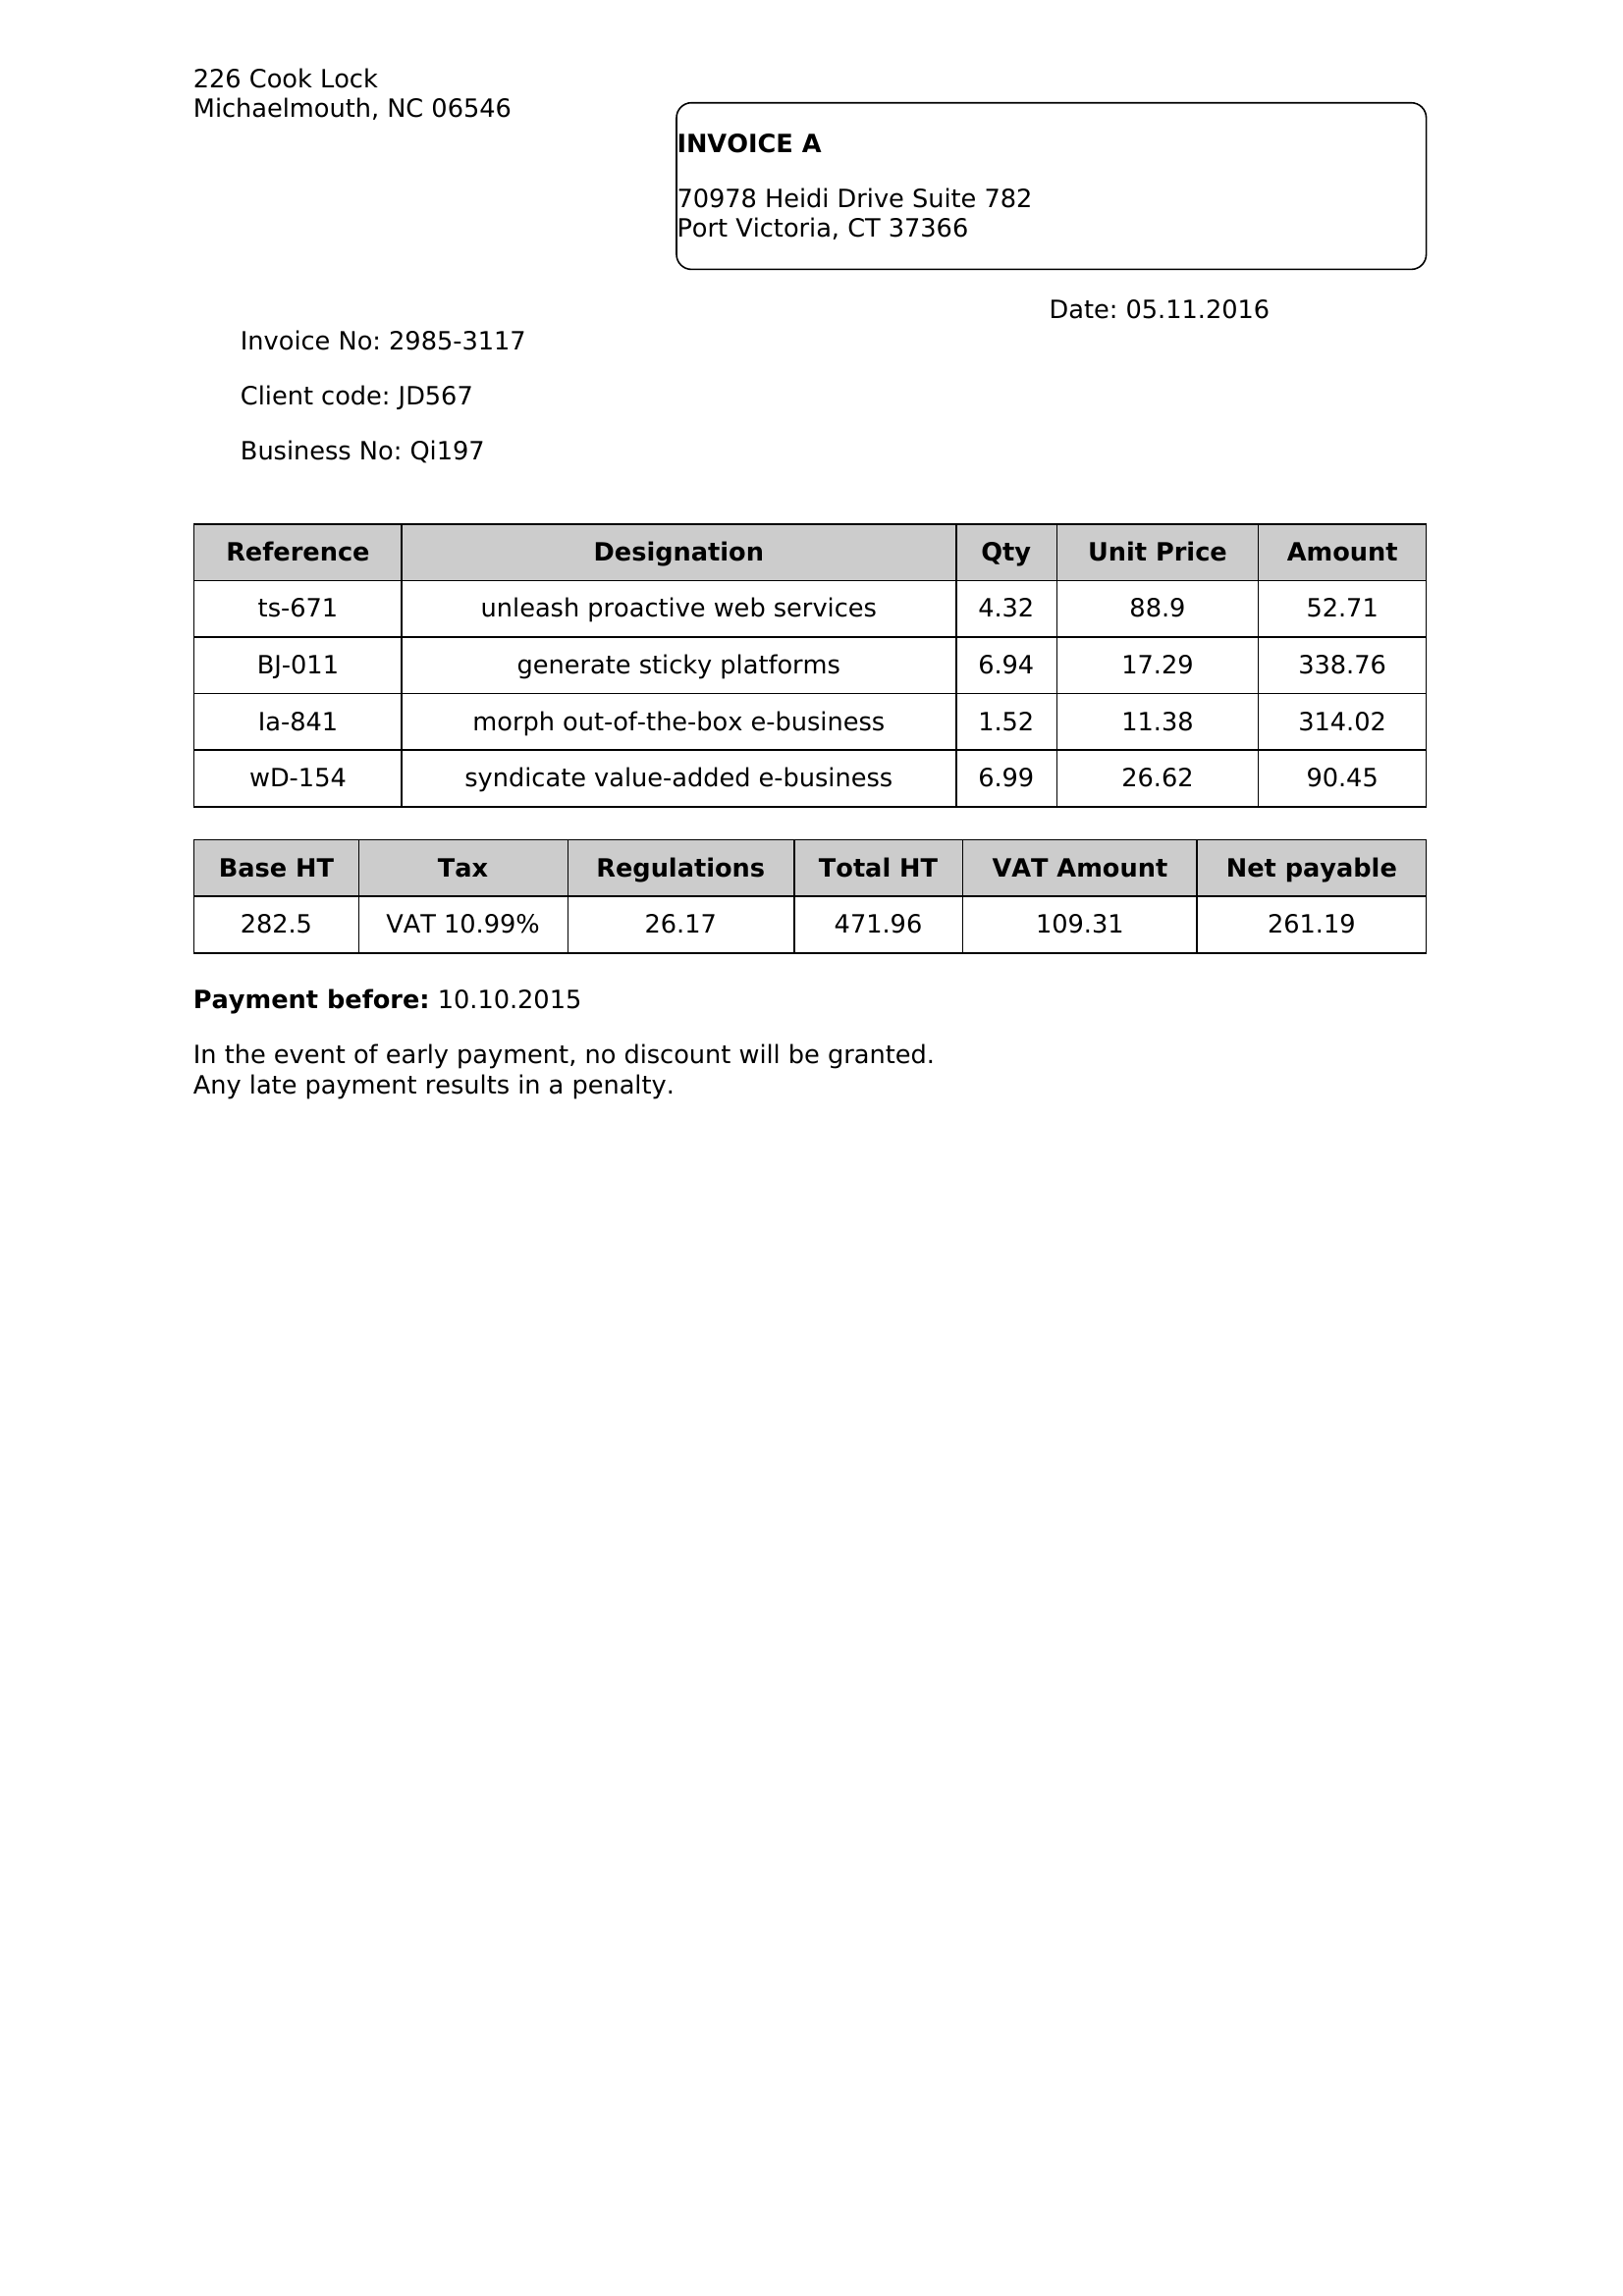 226 Cook Lock
Michaelmouth, NC 06546
INVOICE A
70978 Heidi Drive Suite 782
Port Victoria, CT 37366
Date: 05.11.2016
Invoice No: 2985-3117
Client code: JD567
Business No: Qi197
Reference Designation Qty Unit Price Amount
ts-671 unleash proactive web services 4.32 88.9 52.71
BJ-011 generate sticky platforms 6.94 17.29 338.76
Ia-841 morph out-of-the-box e-business 1.52 11.38 314.02
wD-154 syndicate value-added e-business 6.99 26.62 90.45
Base HT Tax Regulations Total HT VAT Amount Net payable
282.5 VAT 10.99% 26.17 471.96 109.31 261.19
Payment before: 10.10.2015
In the event of early payment, no discount will be granted.
Any late payment results in a penalty.